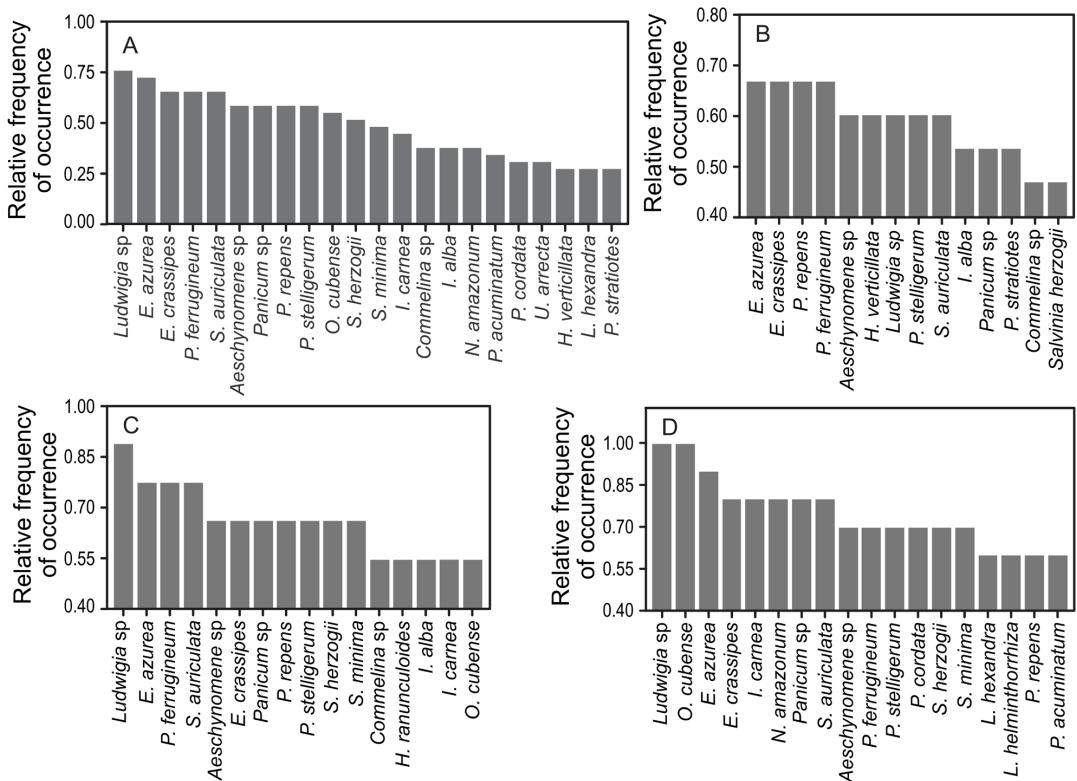 A
Relative frequency
of occurrence
1.00
0.75
0.50
0.25
0.00
Ludwigia sp
E. azurea
E. crassipes
P. ferrugineum
S. auriculata
Aeschynomene sp
Panicum sp
P. repens
P. stelligerum
O. cubense
S. herzogii
S. minima
I. carnea
Commelina sp
I. alba
N. amazonum
P. acuminatum
P. cordata
U. arrecta
H. verticillata
L. hexandra
P. stratiotes
B
Relative frequency
of occurrence
0.80
0.70
0.60
0.50
0.40
E. azurea
E. crassipes
P. repens
P. ferrugineum
Aeschynomene sp
H. verticillata
Ludwigia sp
P. stelligerum
S. auriculata
I. alba
Panicum sp
P. stratiotes
Commelina sp
Salvinia herzogii
C
Relative frequency
of occurrence
1.00
0.85
0.70
0.55
0.40
Ludwigia sp
E. azurea
P. ferrugineum
S. auriculata
Aeschynomene sp
E. crassipes
Panicum sp
P. repens
P. stelligerum
S. herzogii
S. minima
Commelina sp
H. ranunculoides
I. alba
I. carnea
O. cubense
D
Relative frequency
of occurrence
1.00
0.85
0.70
0.55
0.40
Ludwigia sp
O. cubense
E. azurea
E. crassipes
I. carnea
N. amazonum
Panicum sp
S. auriculata
Aeschynomene sp
P. ferrugineum
P. stelligerum
P. cordata
S. herzogii
S. minima
L. hexandra
L. helminthorrhiza
P. repens
P. acuminatum